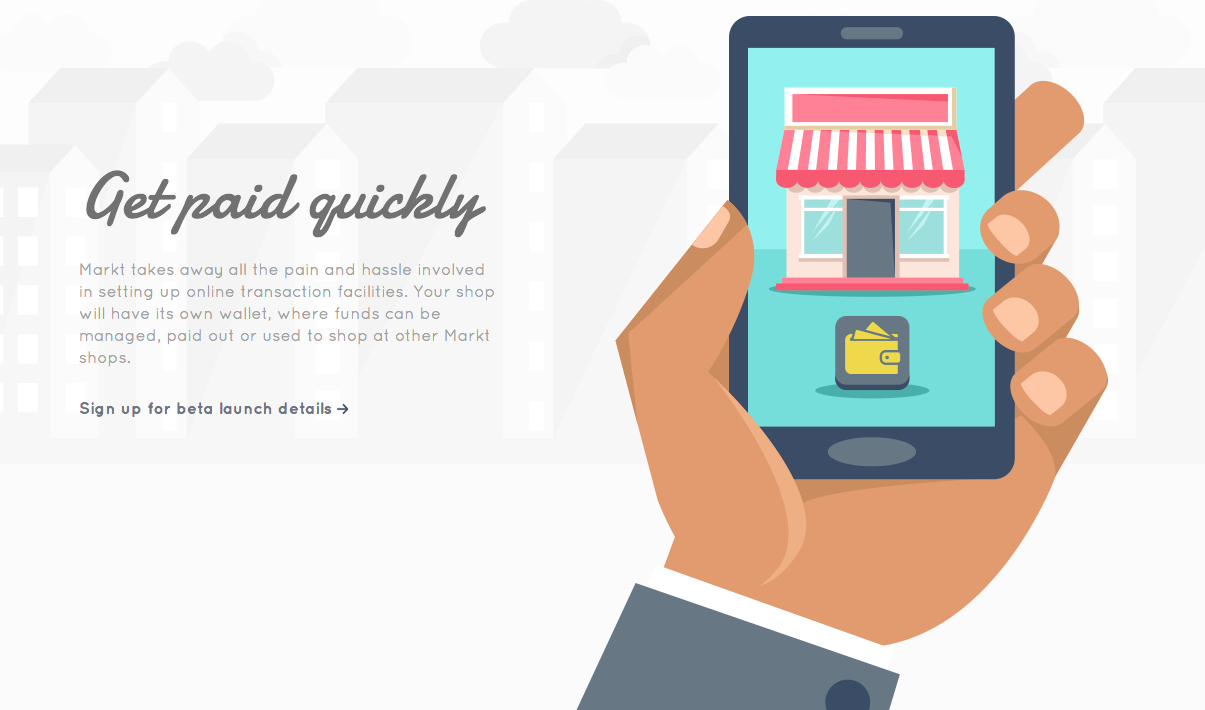 Get paid quickly
Markt takes away all the pain and hassle involved
in setting up online transaction facilities. Your shop
will have its own wallet, where funds can be
managed, paid out or used to shop at other Markt
shops.
Sign up for beta launch details →